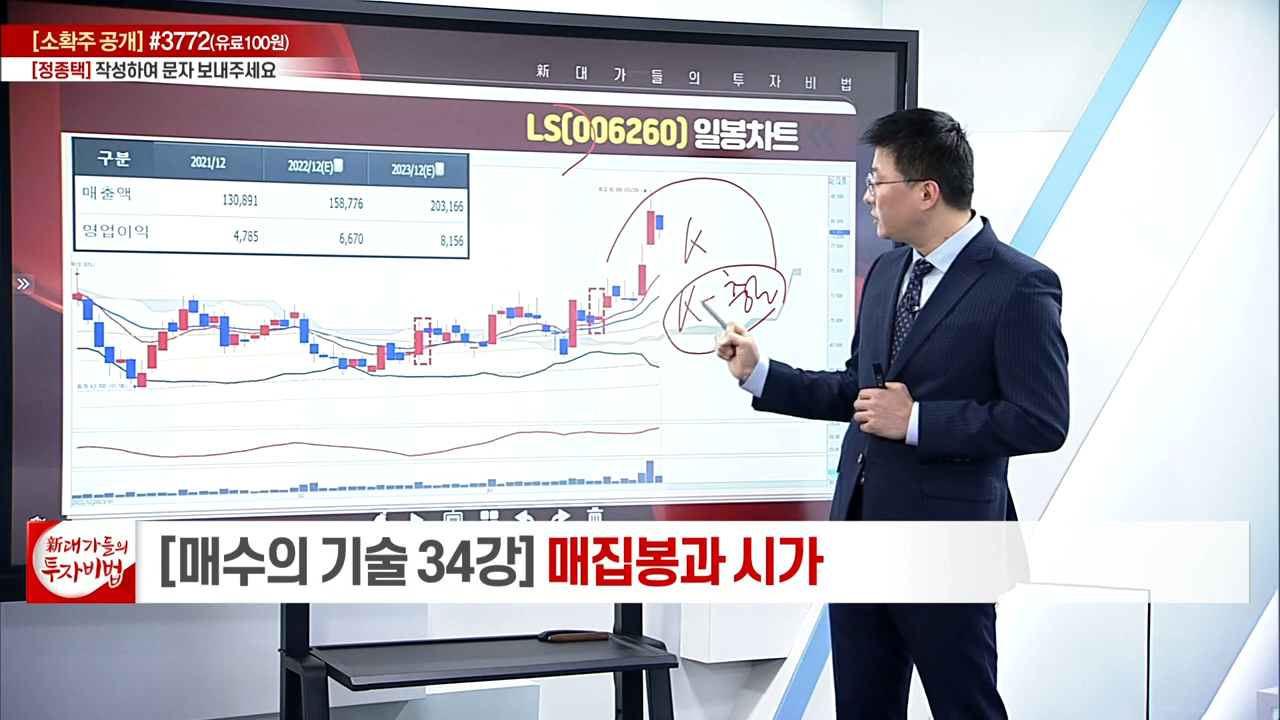 [소확주 공개] #3772(유료100원)
[정종택] 작성하여 문자 보내주세요
新 대 가 들 의 투 자 비 법
LS(006260) 일봉차트
구분 2021/12 2022/12(E) 2023/12(E)
매출액 130,891 158,776 203,166
영업이익 4,785 6,670 8,156
K
K
新대가들의
투자비법
[매수의 기술 34강] 매집봉과 시가